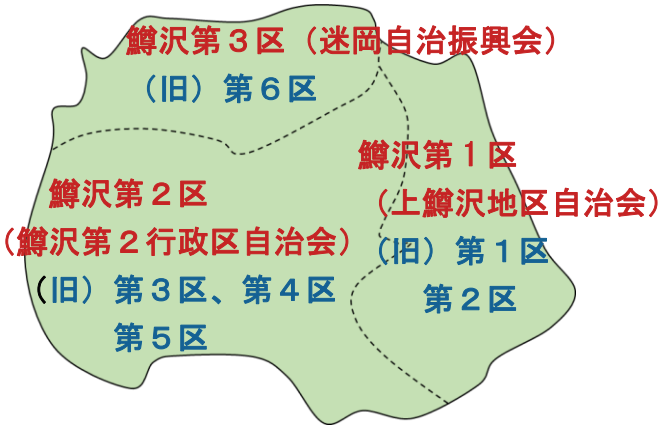 鱒沢第３区（迷岡自治振興会）
（旧）第６区
鱒沢第１区
（上鱒沢地区自治会）
（旧）第１区
第２区
鱒沢第２区
（鱒沢第２行政区自治会）
（旧）第３区、第４区
第５区